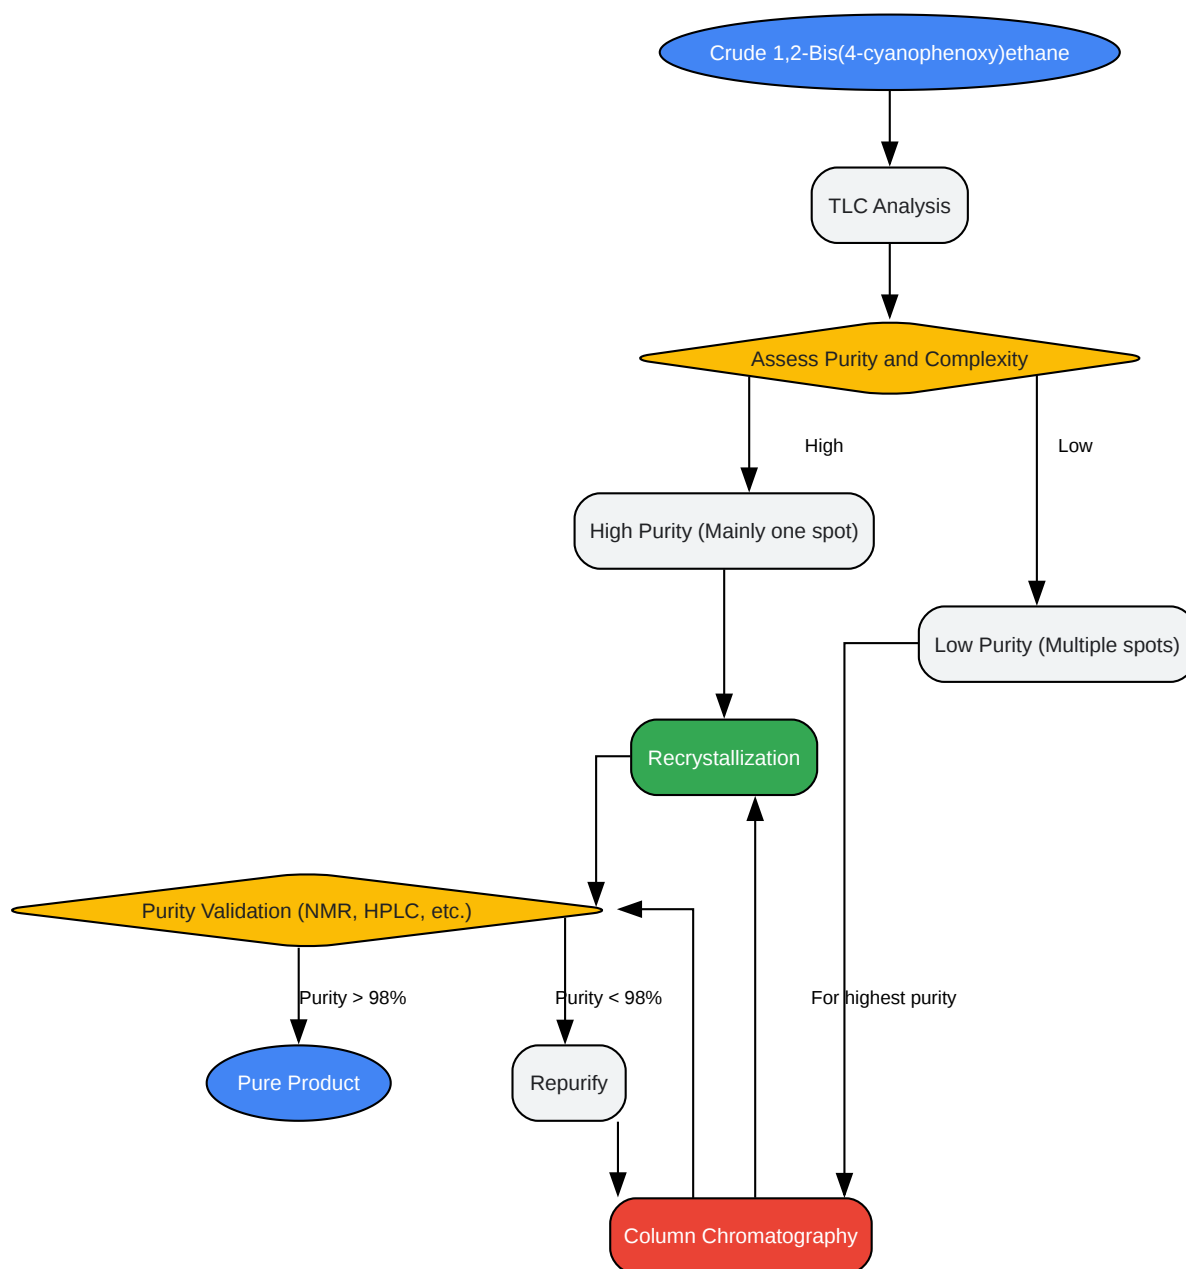 Crude 1,2-Bis(4-cyanophenoxy)ethane
TLC Analysis
Assess Purity and Complexity
High
Low
High Purity (Mainly one spot)
Low Purity (Multiple spots)
Recrystallization
Purity Validation (NMR, HPLC, etc.)
Purity > 98%
Purity < 98%
For highest purity
Pure Product
Repurify
Column Chromatography